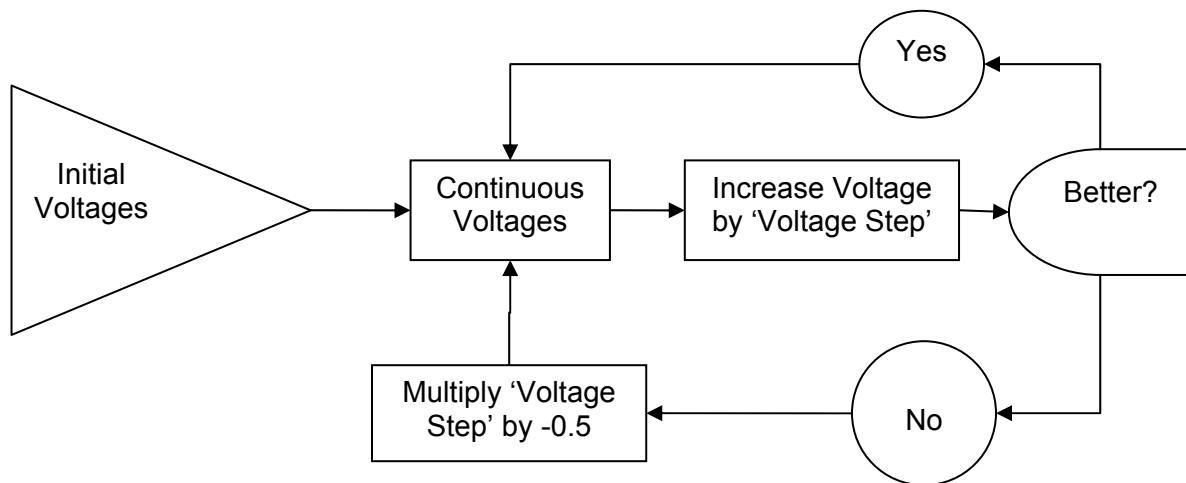 Yes
Initial
Voltages
Continuous
Voltages
Increase Voltage
by ‘Voltage Step’
Better?
Multiply ‘Voltage
Step’ by -0.5
No